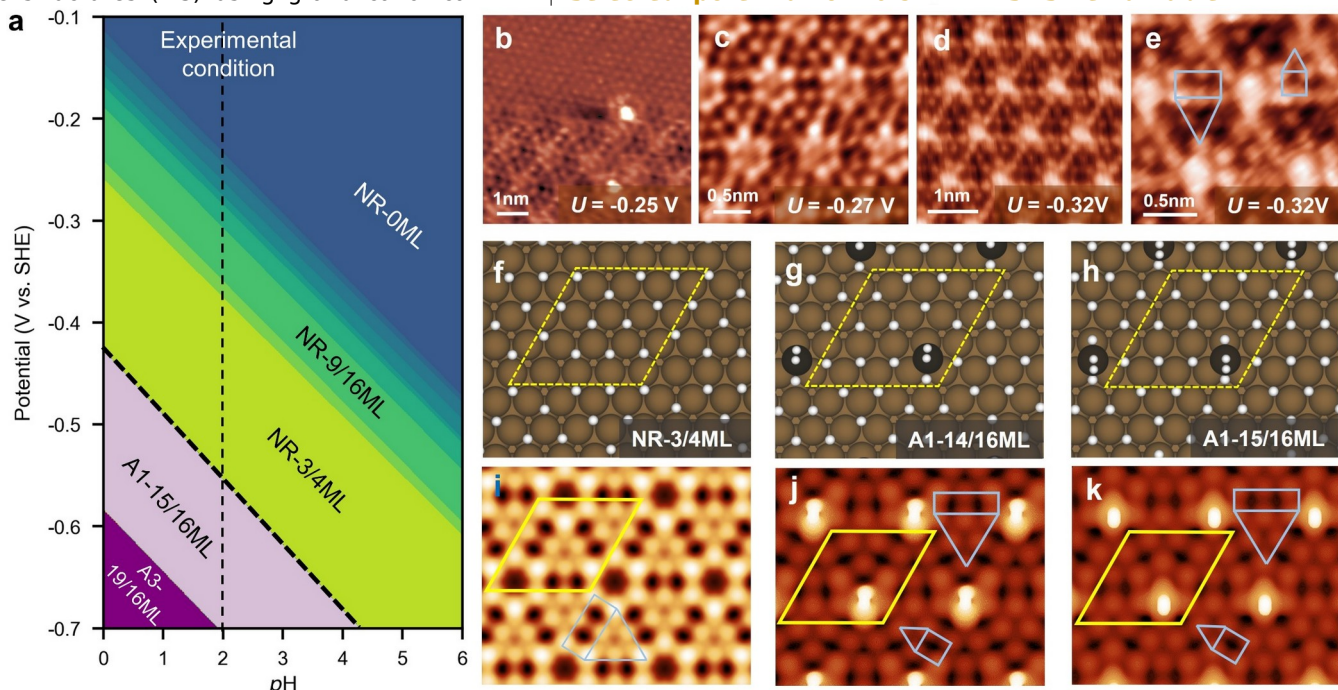 a
-0.1
-0.2
-0.3
-0.4
-0.5
-0.6
-0.7
Potential (V vs. SHE)
Experimental
condition
NR-0ML
NR-9/16ML
NR-3/4ML
A1-15/16ML
A3-
19/16ML
0 1 2 3 4 5 6
pH
b
1nm
U = -0.25 V
c
0.5nm
U = -0.27 V
d
1nm
U = -0.32V
e
0.5nm
U = -0.32V
f
NR-3/4ML
g
A1-14/16ML
h
A1-15/16ML
i
j
k